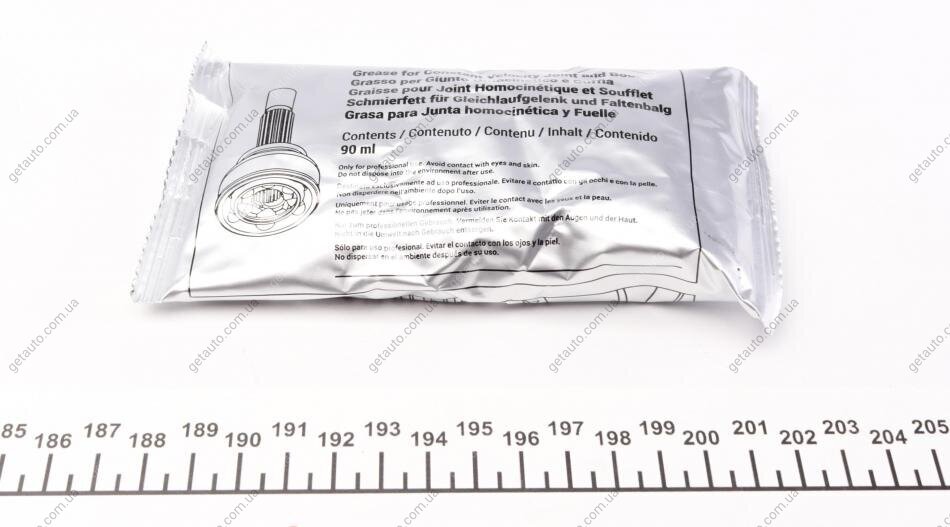 Grease for Constant Velocity Joint and
Grasso per Giunto e Cuffia
Graisse pour Joint Homocinétique et Soufflet
Schmierfett für Gleichlaufgelenk und Faltenbalg
Grasa para Junta homocinética y Fuelle
Contents / Contenuto / Contenu / Inhalt / Contenido
90 ml
Only for professional use. Avoid contact with eyes and skin.
Do not dispose into the environment after use.
Destinato esclusivamente ad uso professionale. Evitare il contatto con gli occhi e con la pelle.
Non disperdere nell'ambiente dopo l'uso.
Uniquement pour usage professionnel. Eviter le contact avec les yeux et la peau.
Ne pas jeter dans l'environnement après utilisation.
Nur zum professionellen Gebrauch. Vermeiden Sie Kontakt mit den Augen und der Haut.
Nicht in die Umwelt nach Gebrauch entsorgen.
Sólo para uso profesional. Evitar el contacto con los ojos y la piel.
No dispersar en el ambiente después de su uso.
85 186 187 188 189 190 191 192 193 194 195 196 197 198 199 200 201 202 203 204 205
getauto.com.ua